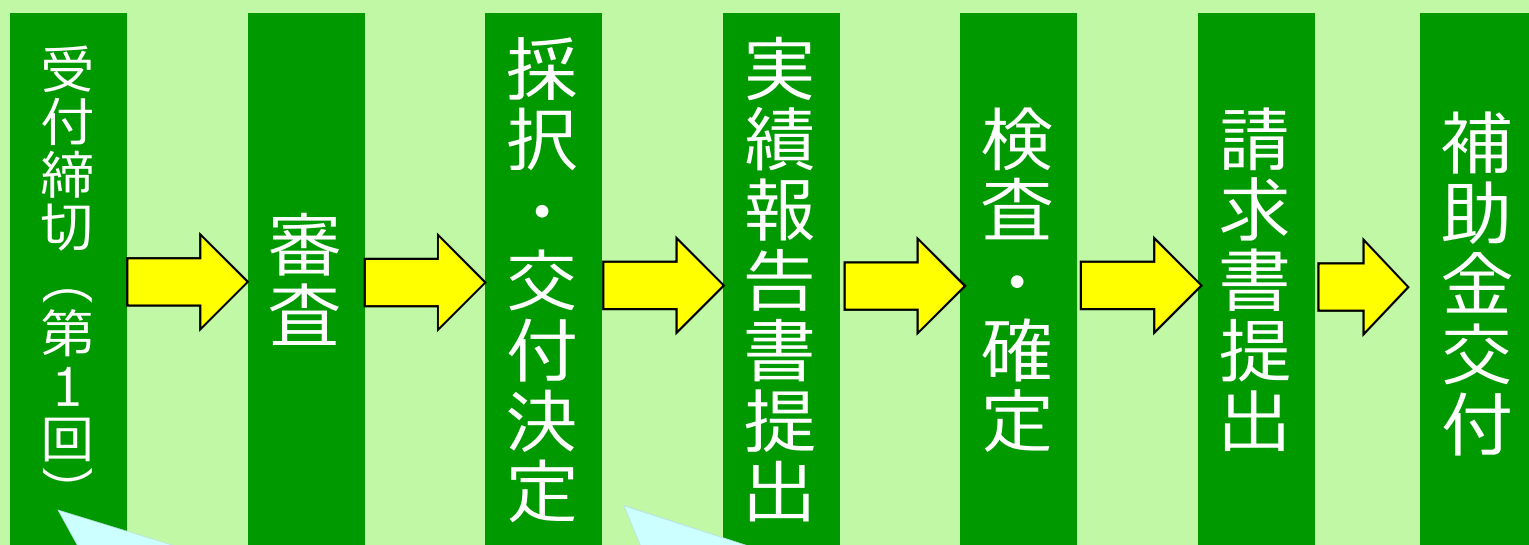 受付締切（第１回）
審査
採択・交付決定
実績報告書提出
検査・確定
請求書提出
補助金交付